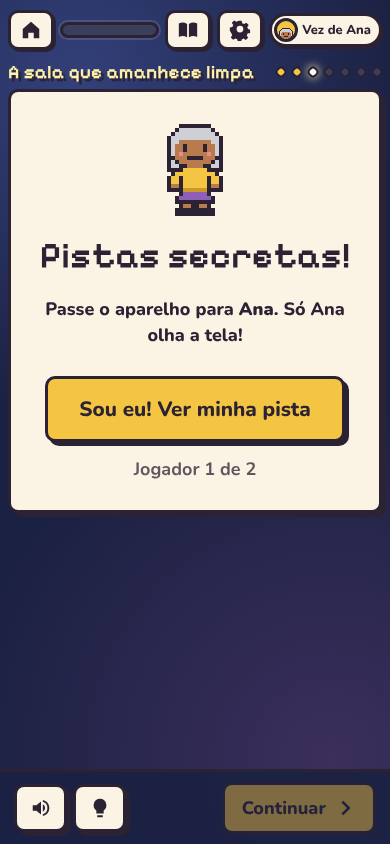 Vez de Ana
A sala que amanhece limpa
Pistas secretas!
Passe o aparelho para Ana. Só Ana
olha a tela!
Sou eu! Ver minha pista
Jogador 1 de 2
Continuar